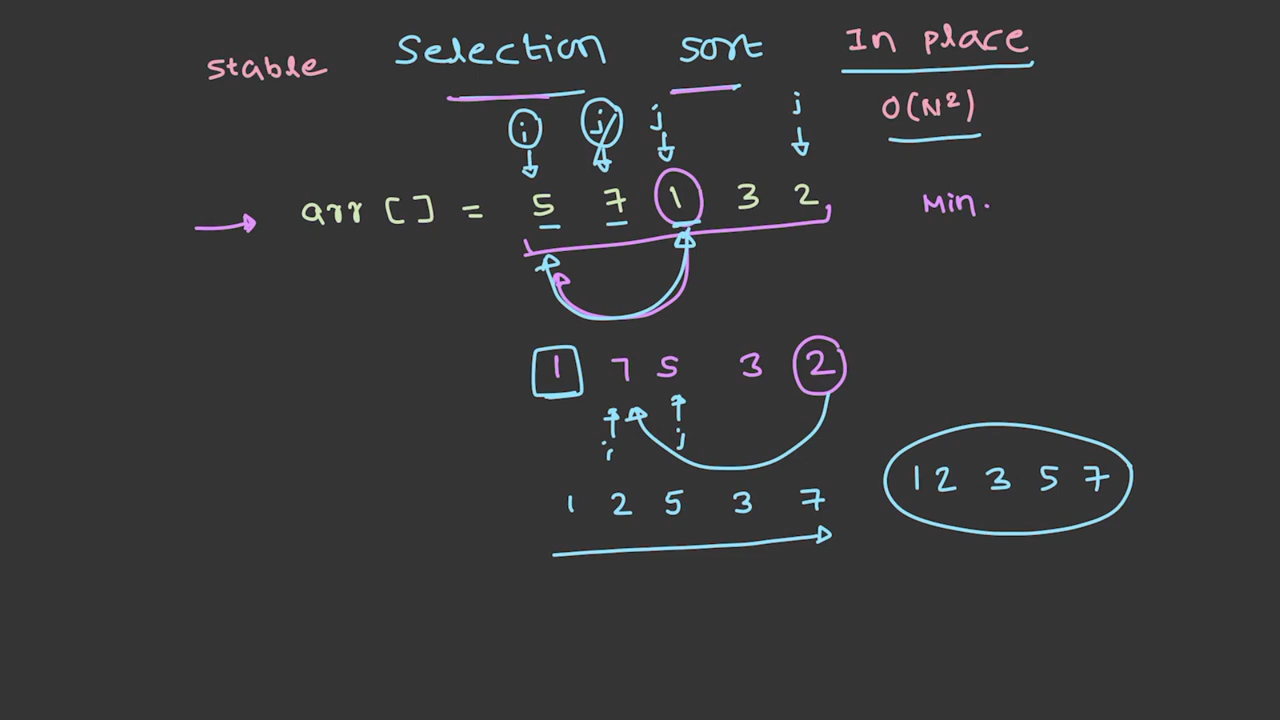 stable Selection sort In place
O(N²)
i j j j
arr [] = 5 7 1 3 2 Min.
1 7 5 3 2
i j
1 2 3 5 7
1 2 5 3 7